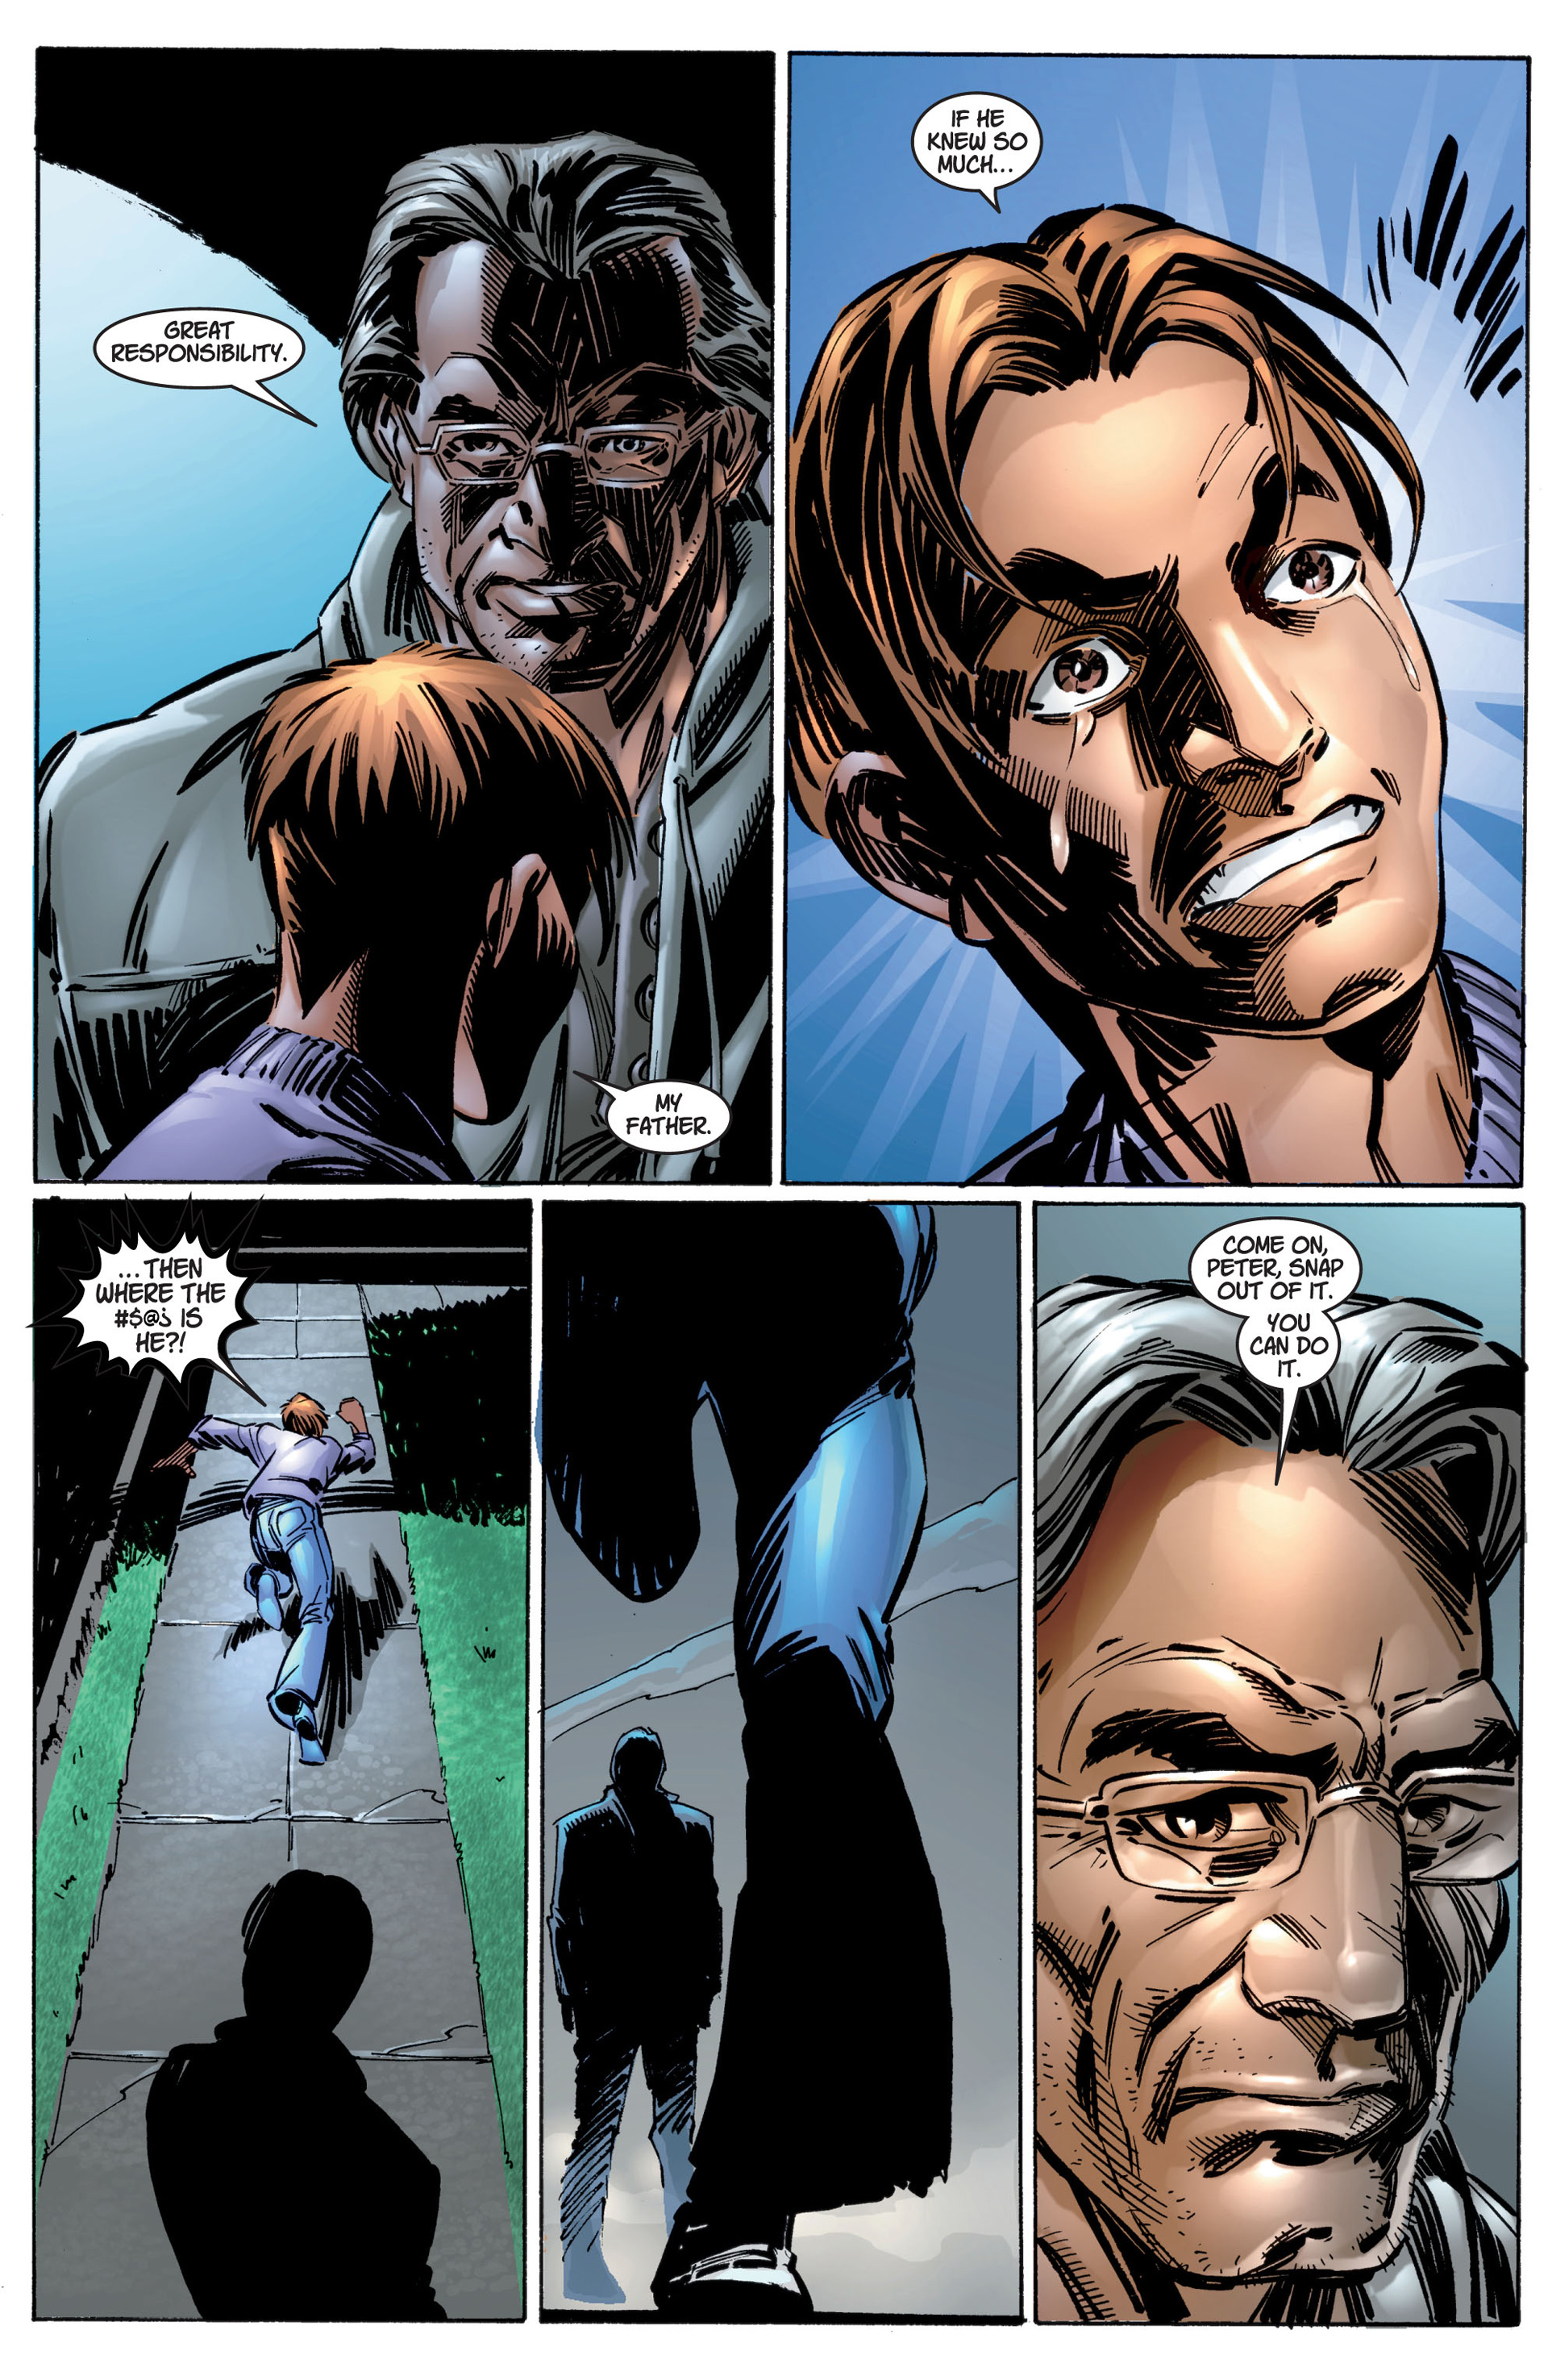 GREAT
RESPONSIBILITY.
MY
FATHER.
IF HE
KNEW SO
MUCH...
...THEN
WHERE THE
#$@¿ IS
HE?!
COME ON,
PETER, SNAP
OUT OF IT.
YOU
CAN DO
IT.